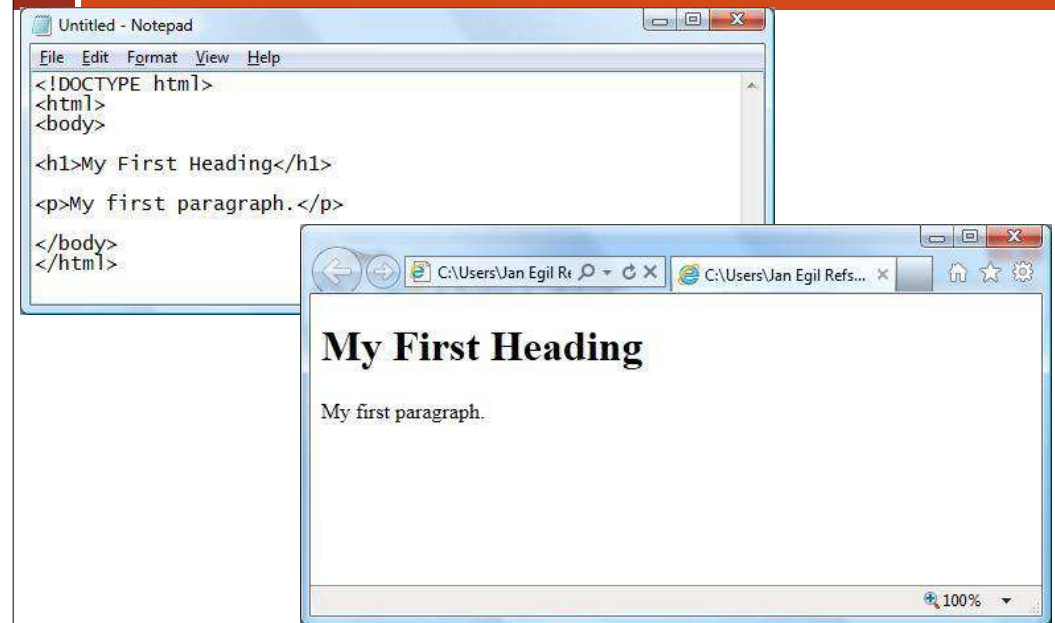 Untitled - Notepad
File Edit Format View Help
<!DOCTYPE html>
<html>
<body>
<h1>My First Heading</h1>
<p>My first paragraph.</p>
</body>
</html>
C:\Users\Jan Egil Re
C:\Users\Jan Egil Refs...
My First Heading
My first paragraph.
100%